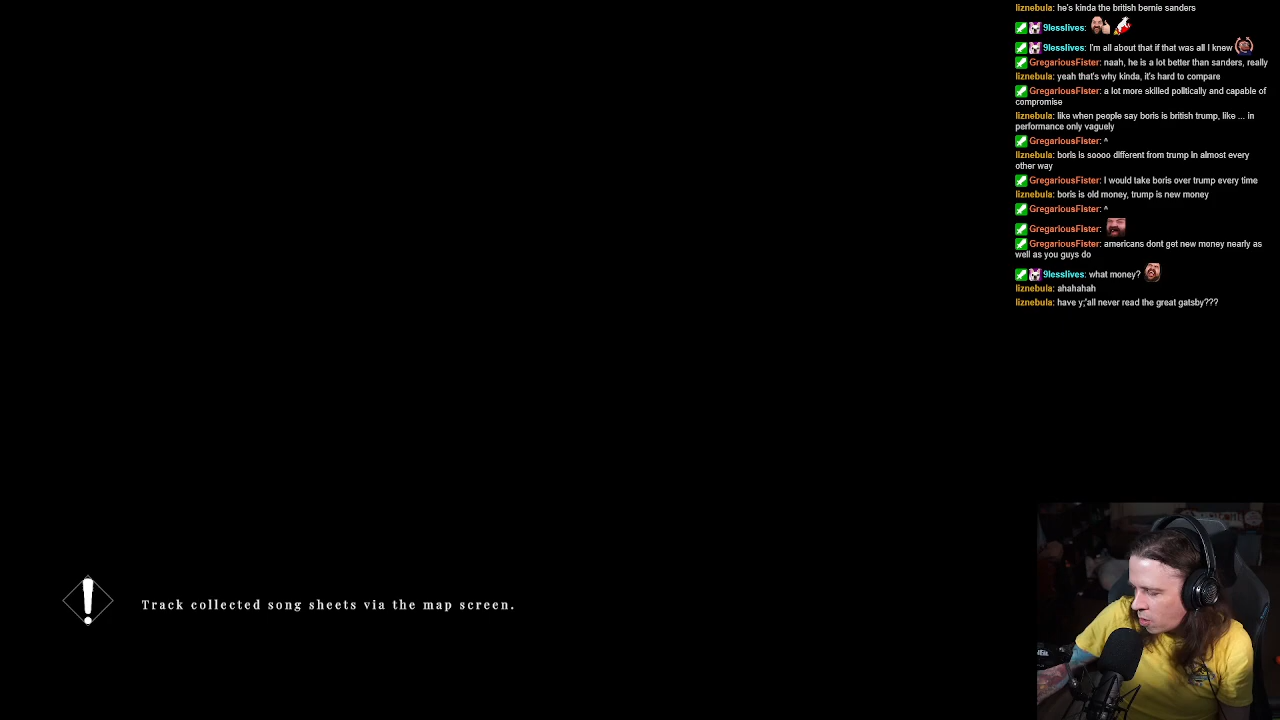 liznebula: he's kinda the british bernie sanders
9lesslives:
9lesslives: I'm all about that if that was all I knew
GregariousFister: naah, he is a lot better than sanders, really
liznebula: yeah that's why kinda, it's hard to compare
GregariousFister: a lot more skilled politically and capable of
compromise
liznebula: like when people say boris is british trump, like ... in
performance only vaguely
GregariousFister: ^
liznebula: boris is soooo different from trump in almost every
other way
GregariousFister: I would take boris over trump every time
liznebula: boris is old money, trump is new money
GregariousFister: ^
GregariousFister:
GregariousFister: americans dont get new money nearly as
well as you guys do
9lesslives: what money?
liznebula: ahahahah
liznebula: have y;'all never read the great gatsby???
Track collected song sheets via the map screen.